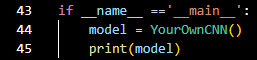 43 if __name__ =='__main__':
44     model = YourOwnCNN()
45     print(model)